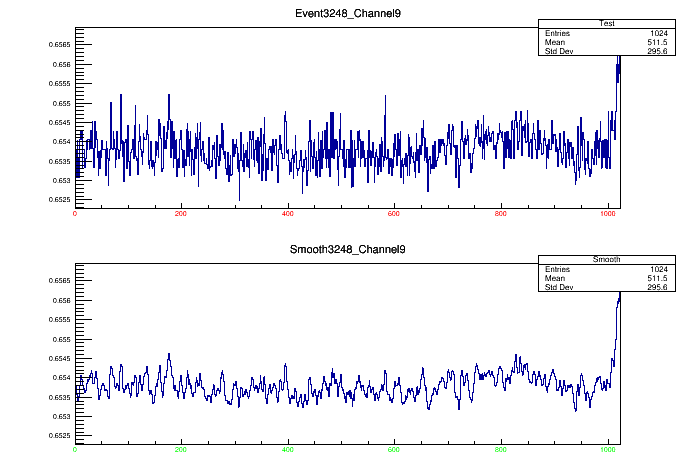 Event3248_Channel9
Test
Entries 1024
Mean 511.5
Std Dev 295.6
0.6565
0.656
0.6555
0.655
0.6545
0.654
0.6535
0.653
0.6525
0 200 400 600 800 1000
Smooth3248_Channel9
Smooth
Entries 1024
Mean 511.5
Std Dev 295.6
0.6565
0.656
0.6555
0.655
0.6545
0.654
0.6535
0.653
0.6525
0 200 400 600 800 1000